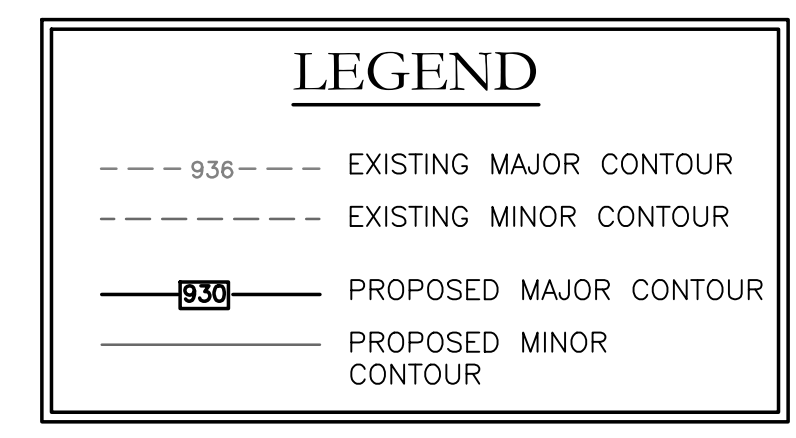 LEGEND
936 EXISTING MAJOR CONTOUR
EXISTING MINOR CONTOUR
930 PROPOSED MAJOR CONTOUR
PROPOSED MINOR
CONTOUR